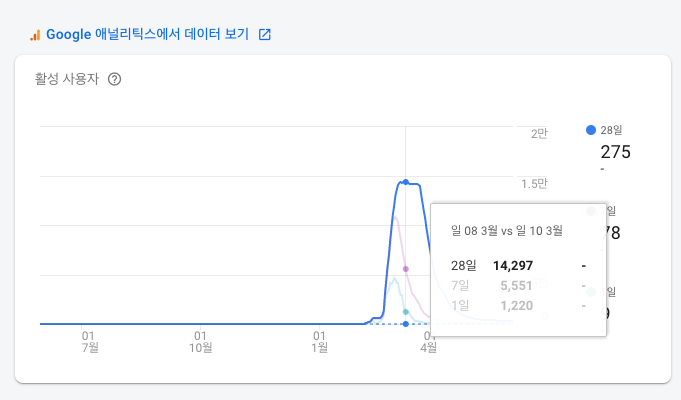 Google 애널리틱스에서 데이터 보기
활성 사용자
2만
1.5만
28일
275
-
일
78
일
9
일 08 3월 vs 일 10 3월
28일 14,297 -
7일 5,551 -
1일 1,220 -
0
01
7월
01
10월
01
1월
01
4월